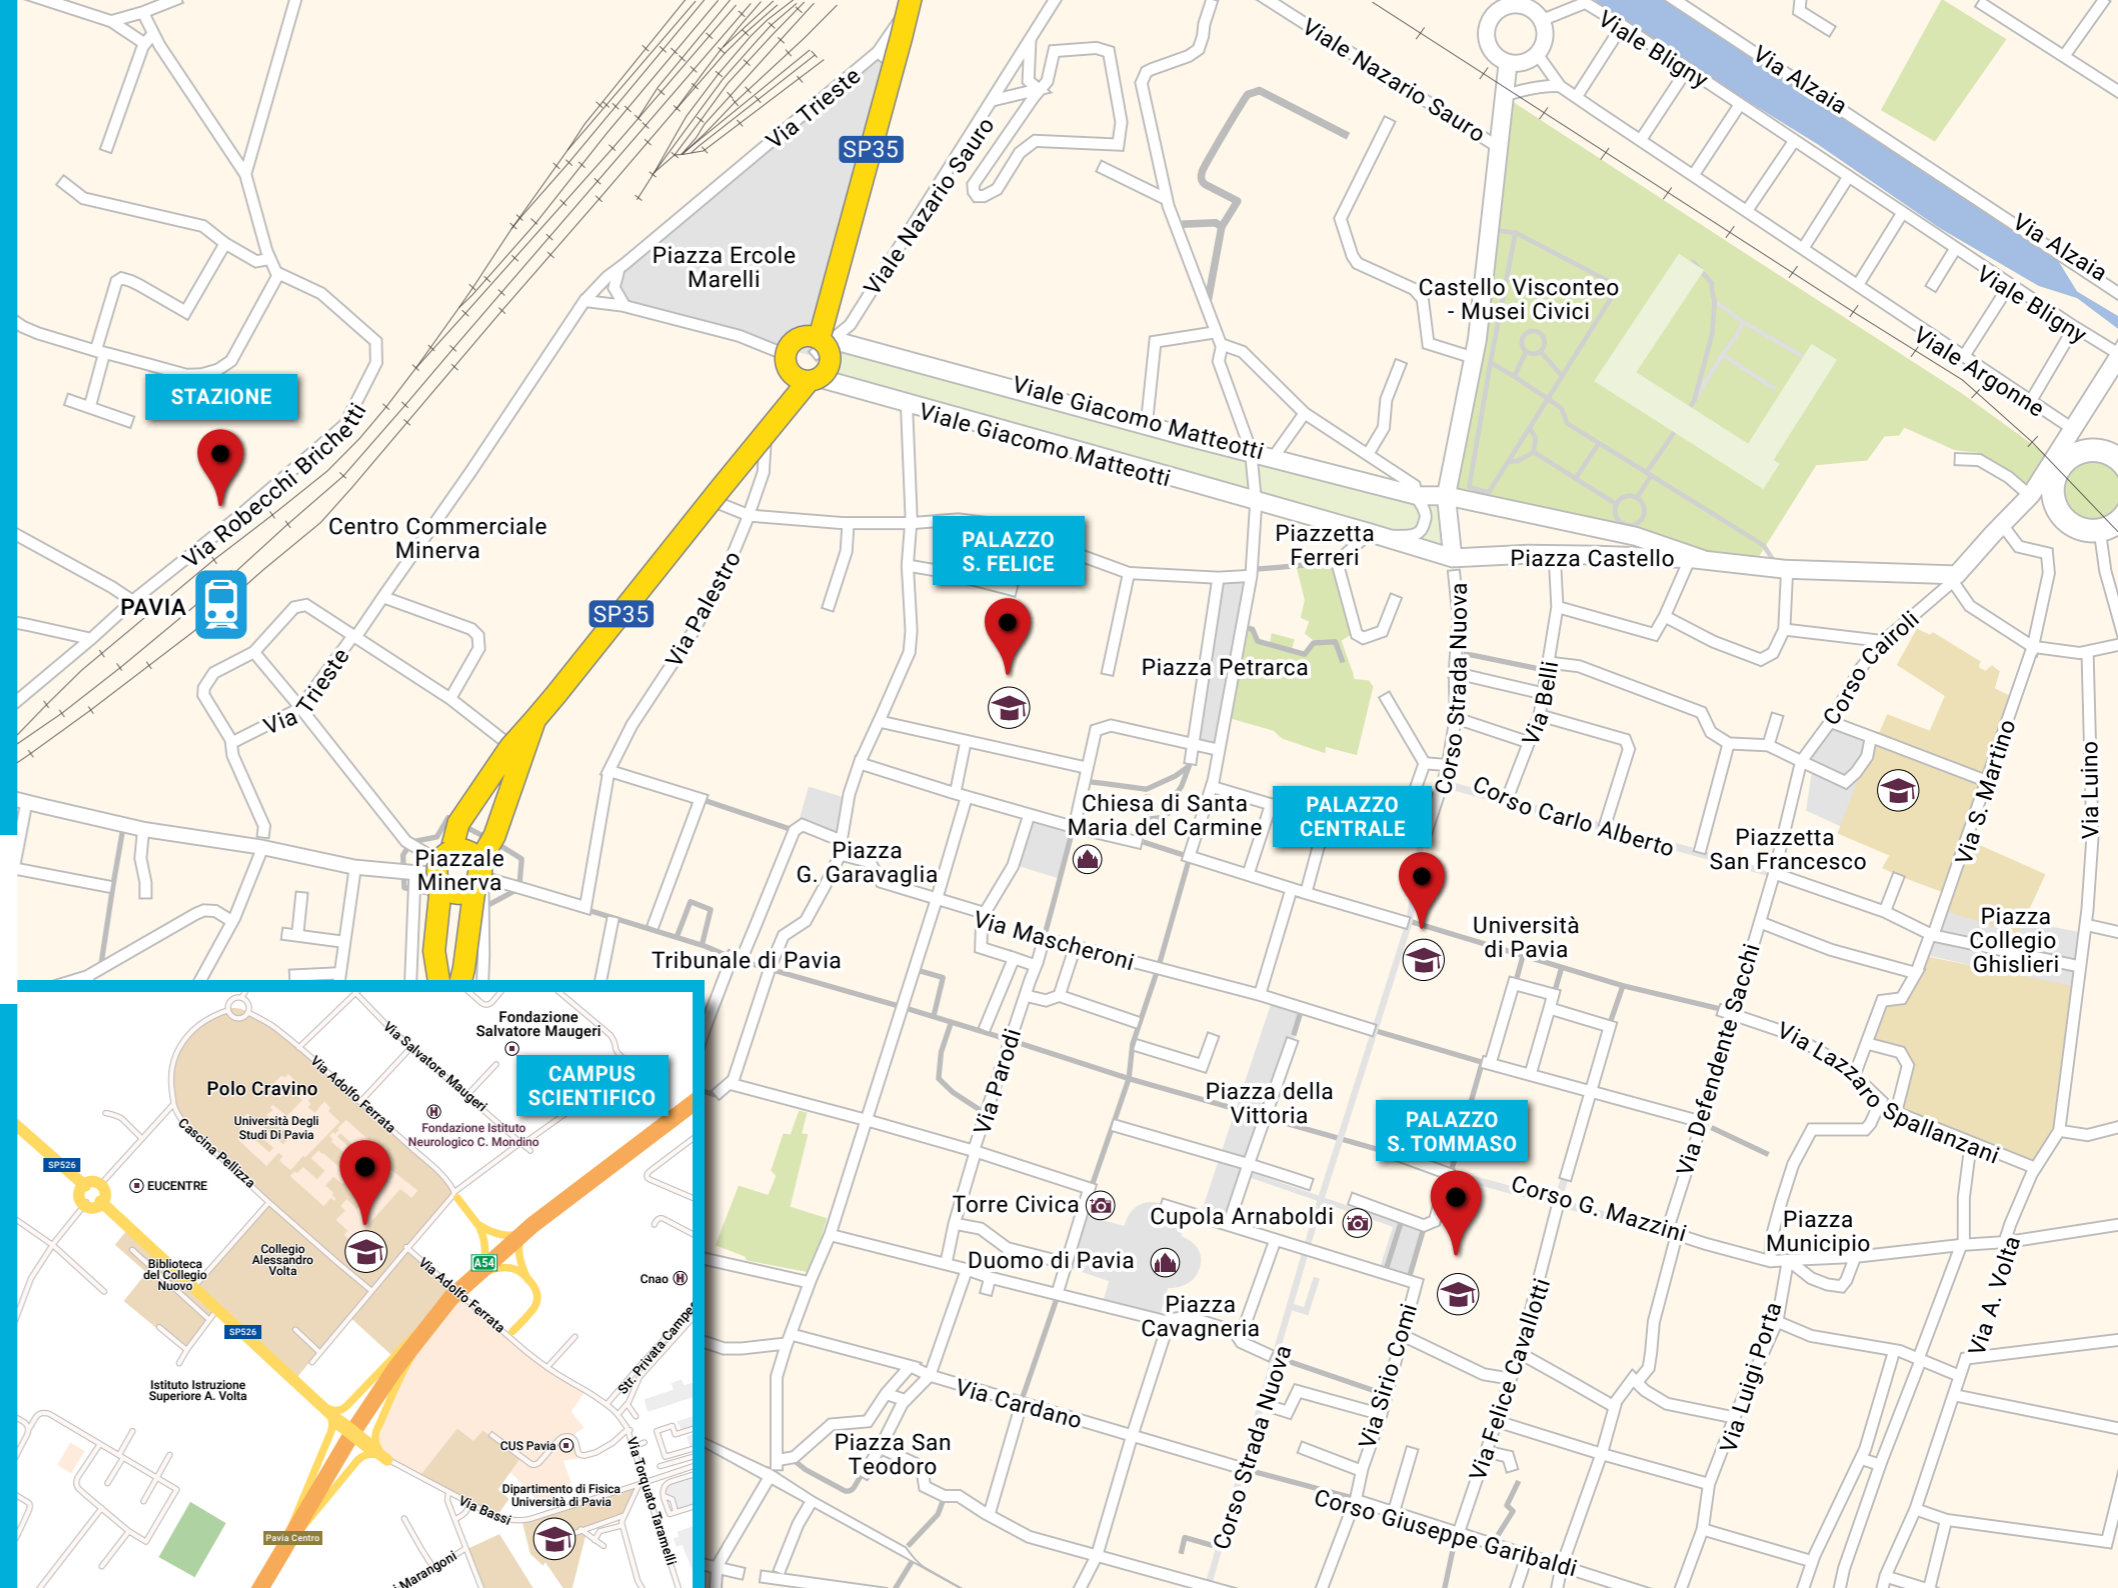 Viale Bligny
Via Alzaia
Viale Nazario Sauro
Via Trieste
SP35
Viale Nazario Sauro
Via Alzaia
Piazza Ercole
Marelli
Castello Visconteo
- Musei Civici
Viale Bligny
Viale Argonne
STAZIONE
Viale Giacomo Matteotti
Viale Giacomo Matteotti
Via Robecchi Brichetti
Centro Commerciale
Minerva
PALAZZO
S. FELICE
Piazzetta
Ferreri
Piazza Castello
PAVIA
SP35
Via Palestro
Corso Strada Nuova
Corso Cairoli
Piazza Petrarca
Via Belli
Via Trieste
Via S. Martino
Via Luino
Chiesa di Santa
Maria del Carmine
PALAZZO
CENTRALE
Corso Carlo Alberto
Piazzetta
San Francesco
Piazzale
Minerva
Piazza
G. Garavaglia
Via Mascheroni
Università
di Pavia
Piazza
Collegio
Ghislieri
Tribunale di Pavia
Via Defendente Sacchi
Via Lazzaro Spallanzani
Via Parodi
Piazza della
Vittoria
PALAZZO
S. TOMMASO
Torre Civica
Cupola Arnaboldi
Corso G. Mazzini
Piazza
Municipio
Duomo di Pavia
Via A. Volta
Piazza
Cavagneria
Via Sirio Comi
Via Felice Cavallotti
Via Luigi Porta
Via Cardano
Corso Strada Nuova
Piazza San
Teodoro
Corso Giuseppe Garibaldi
Fondazione
Salvatore Maugeri
Via Salvatore Maugeri
CAMPUS
SCIENTIFICO
Via Adolfo Ferrata
Polo Cravino
Università Degli
Studi Di Pavia
Fondazione Istituto
Neurologico C. Mondino
Cascina Pellizza
SP526
EUCENTRE
Collegio
Alessandro
Volta
Biblioteca
del Collegio
Nuovo
A54
Via Adolfo Ferrata
Cnao
SP526
Str. Privata Campe
Istituto Istruzione
Superiore A. Volta
CUS Pavia
Via Torquato Taramelli
Dipartimento di Fisica
Università di Pavia
Via Bassi
Pavia Centro
i Marangoni